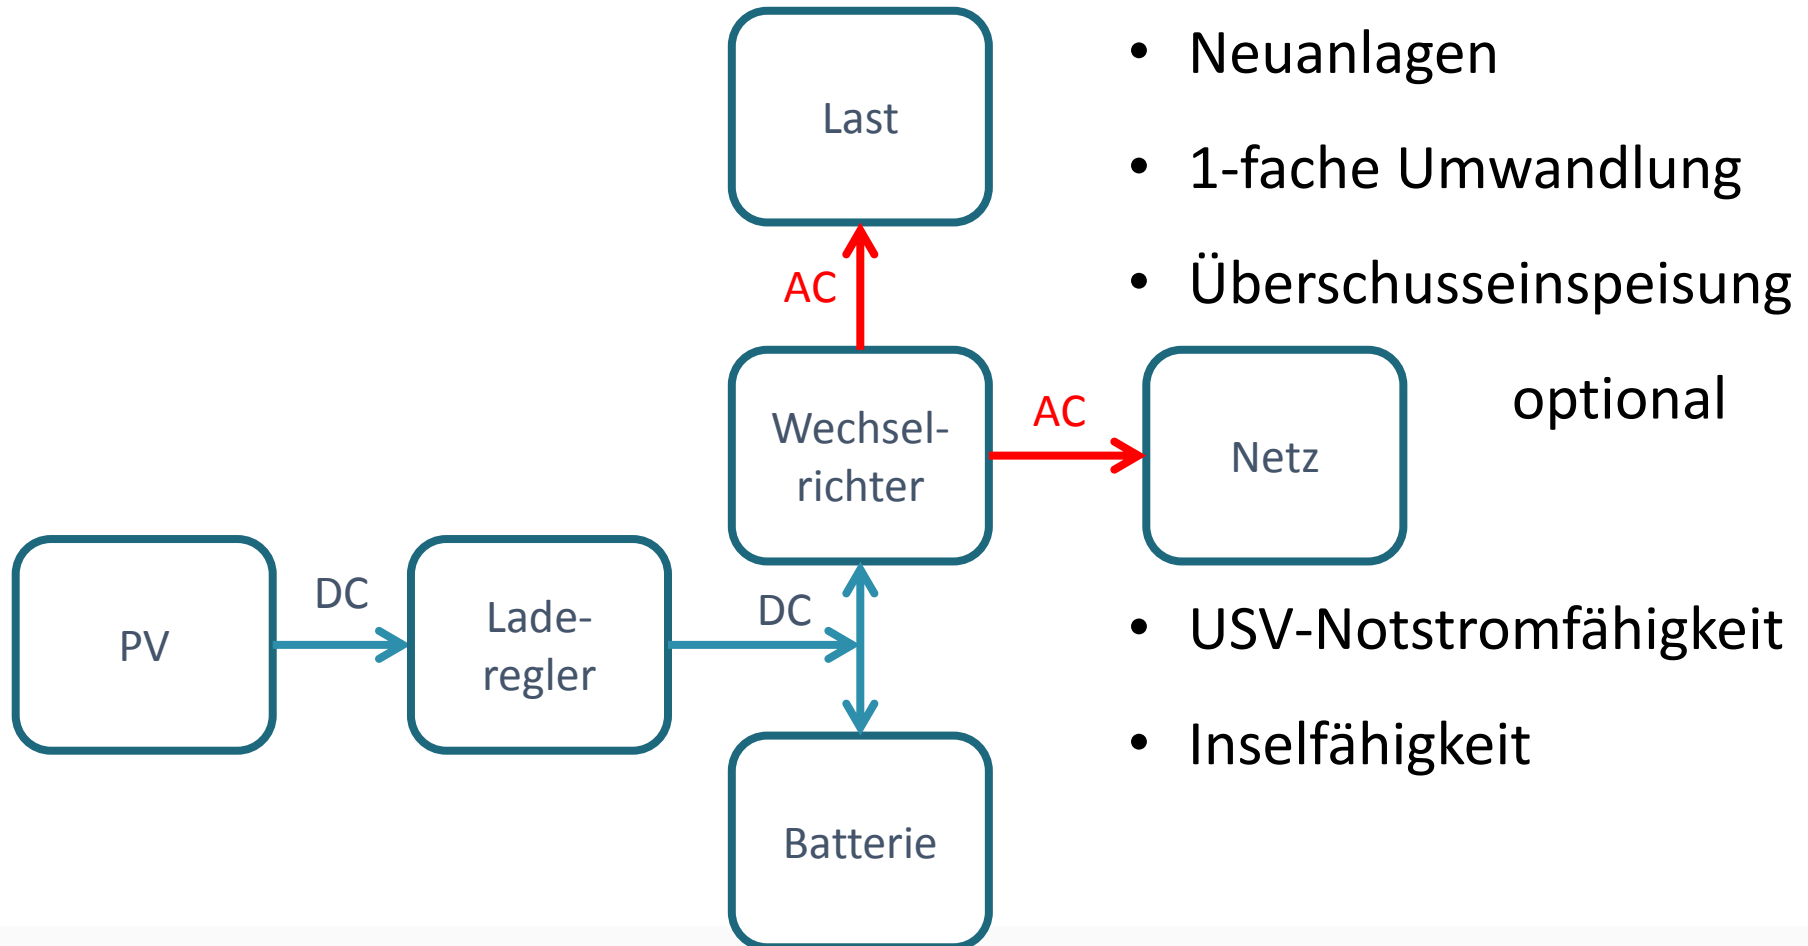 Last
• Neuanlagen
• 1-fache Umwandlung
• Überschusseinspeisung
optional
AC
Wechsel-
richter
AC
Netz
PV
DC
Lade-
regler
DC
Batterie
• USV-Notstromfähigkeit
• Inselfähigkeit